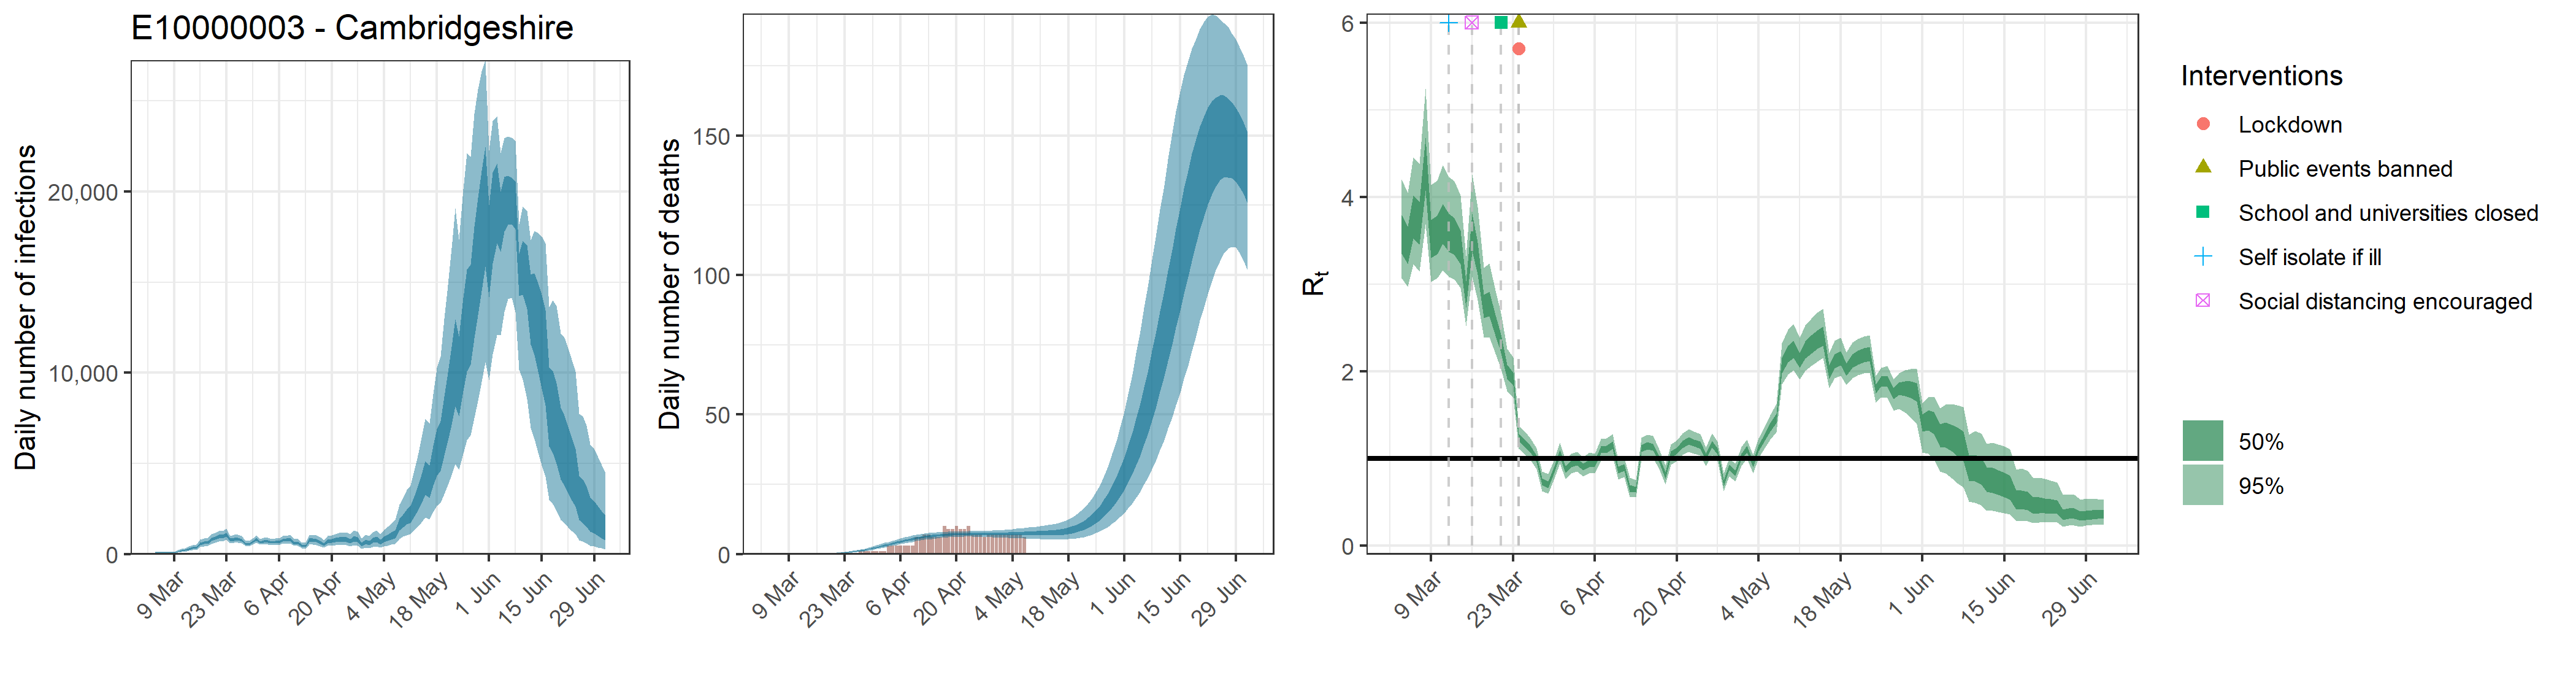 E10000003 - Cambridgeshire
Daily number of infections
20,000
10,000
0
9 Mar
23 Mar
6 Apr
20 Apr
4 May
18 May
1 Jun
15 Jun
29 Jun
Daily number of deaths
150
100
50
0
9 Mar
23 Mar
6 Apr
20 Apr
4 May
18 May
1 Jun
15 Jun
29 Jun
Rt
6
4
2
0
9 Mar
23 Mar
6 Apr
20 Apr
4 May
18 May
1 Jun
15 Jun
29 Jun
Interventions
Lockdown
Public events banned
School and universities closed
Self isolate if ill
Social distancing encouraged
50%
95%